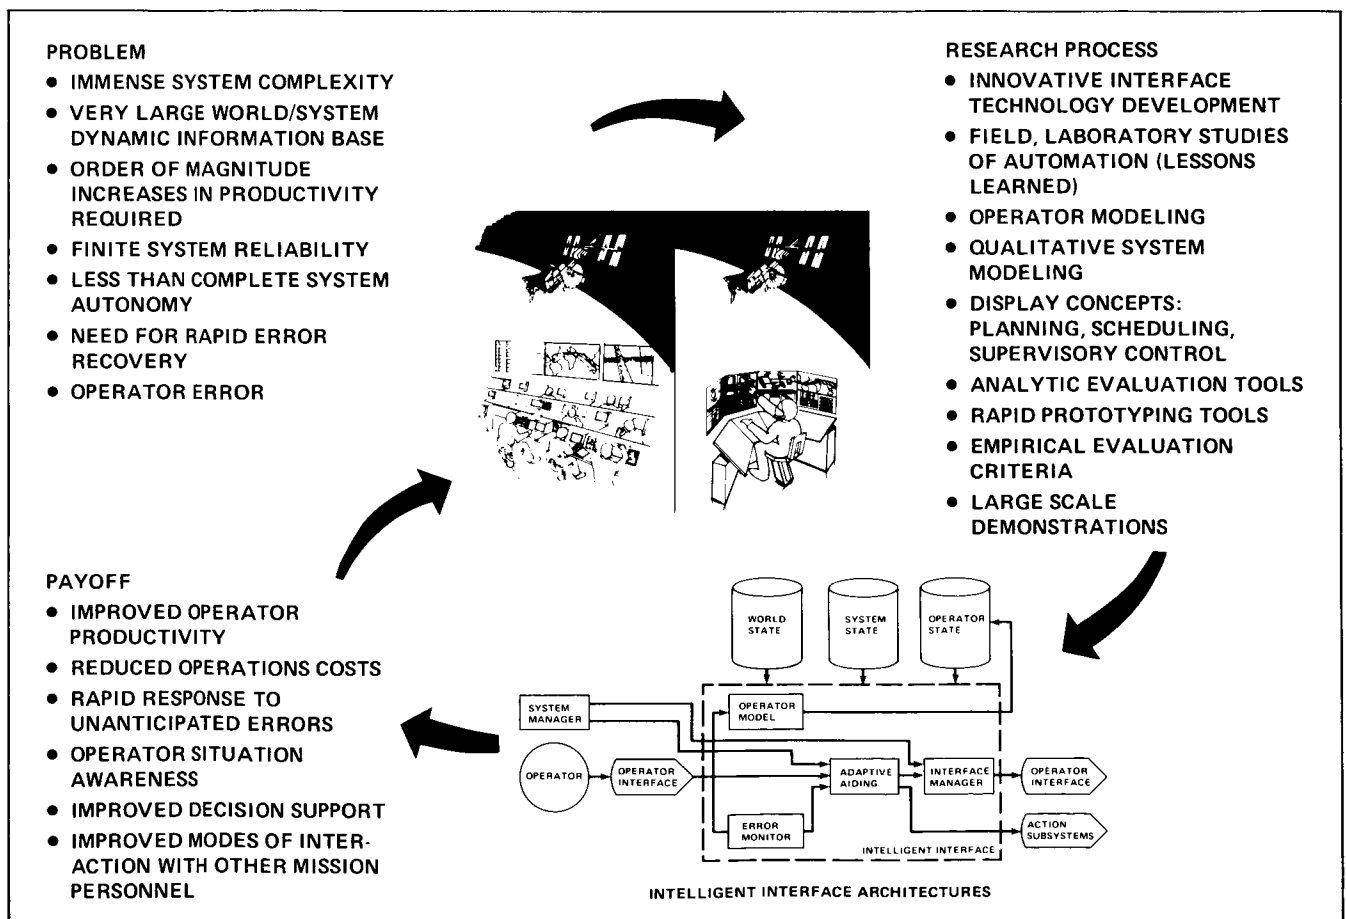 PROBLEM
● IMMENSE SYSTEM COMPLEXITY
● VERY LARGE WORLD/SYSTEM
DYNAMIC INFORMATION BASE
● ORDER OF MAGNITUDE
INCREASES IN PRODUCTIVITY
REQUIRED
● FINITE SYSTEM RELIABILITY
● LESS THAN COMPLETE SYSTEM
AUTONOMY
● NEED FOR RAPID ERROR
RECOVERY
● OPERATOR ERROR
RESEARCH PROCESS
● INNOVATIVE INTERFACE
TECHNOLOGY DEVELOPMENT
● FIELD, LABORATORY STUDIES
OF AUTOMATION (LESSONS
LEARNED)
● OPERATOR MODELING
● QUALITATIVE SYSTEM
MODELING
● DISPLAY CONCEPTS:
PLANNING, SCHEDULING,
SUPERVISORY CONTROL
● ANALYTIC EVALUATION TOOLS
● RAPID PROTOTYPING TOOLS
● EMPIRICAL EVALUATION
CRITERIA
● LARGE SCALE
DEMONSTRATIONS
PAYOFF
● IMPROVED OPERATOR
PRODUCTIVITY
● REDUCED OPERATIONS COSTS
● RAPID RESPONSE TO
UNANTICIPATED ERRORS
● OPERATOR SITUATION
AWARENESS
● IMPROVED DECISION SUPPORT
● IMPROVED MODES OF INTER-
ACTION WITH OTHER MISSION
PERSONNEL
WORLD
STATE
SYSTEM
STATE
OPERATOR
STATE
SYSTEM
MANAGER
OPERATOR
MODEL
OPERATOR
OPERATOR
INTERFACE
ADAPTIVE
AIDING
INTERFACE
MANAGER
OPERATOR
INTERFACE
ERROR
MONITOR
ACTION
SUBSYSTEMS
INTELLIGENT INTERFACE
INTELLIGENT INTERFACE ARCHITECTURES